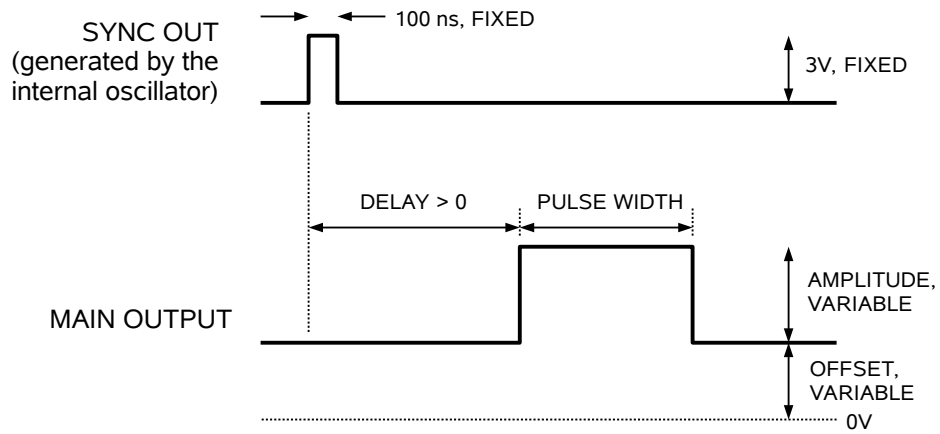 100 ns, FIXED
SYNC OUT
(generated by the
internal oscillator)
3V, FIXED
DELAY > 0
PULSE WIDTH
MAIN OUTPUT
AMPLITUDE,
VARIABLE
OFFSET,
VARIABLE
0V